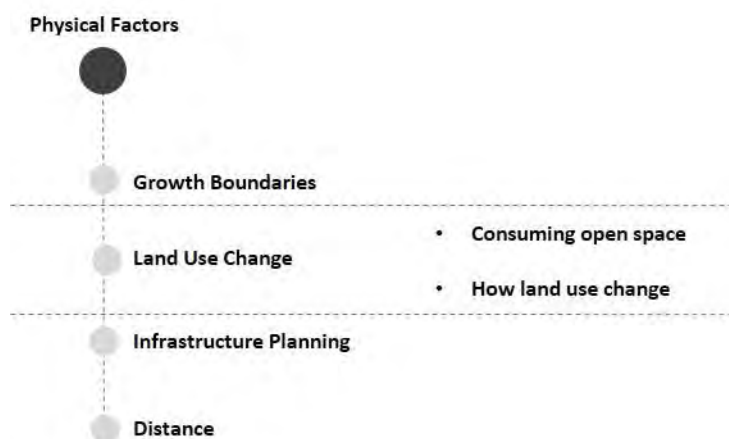 Physical Factors
Growth Boundaries
• Consuming open space
Land Use Change
• How land use change
Infrastructure Planning
Distance